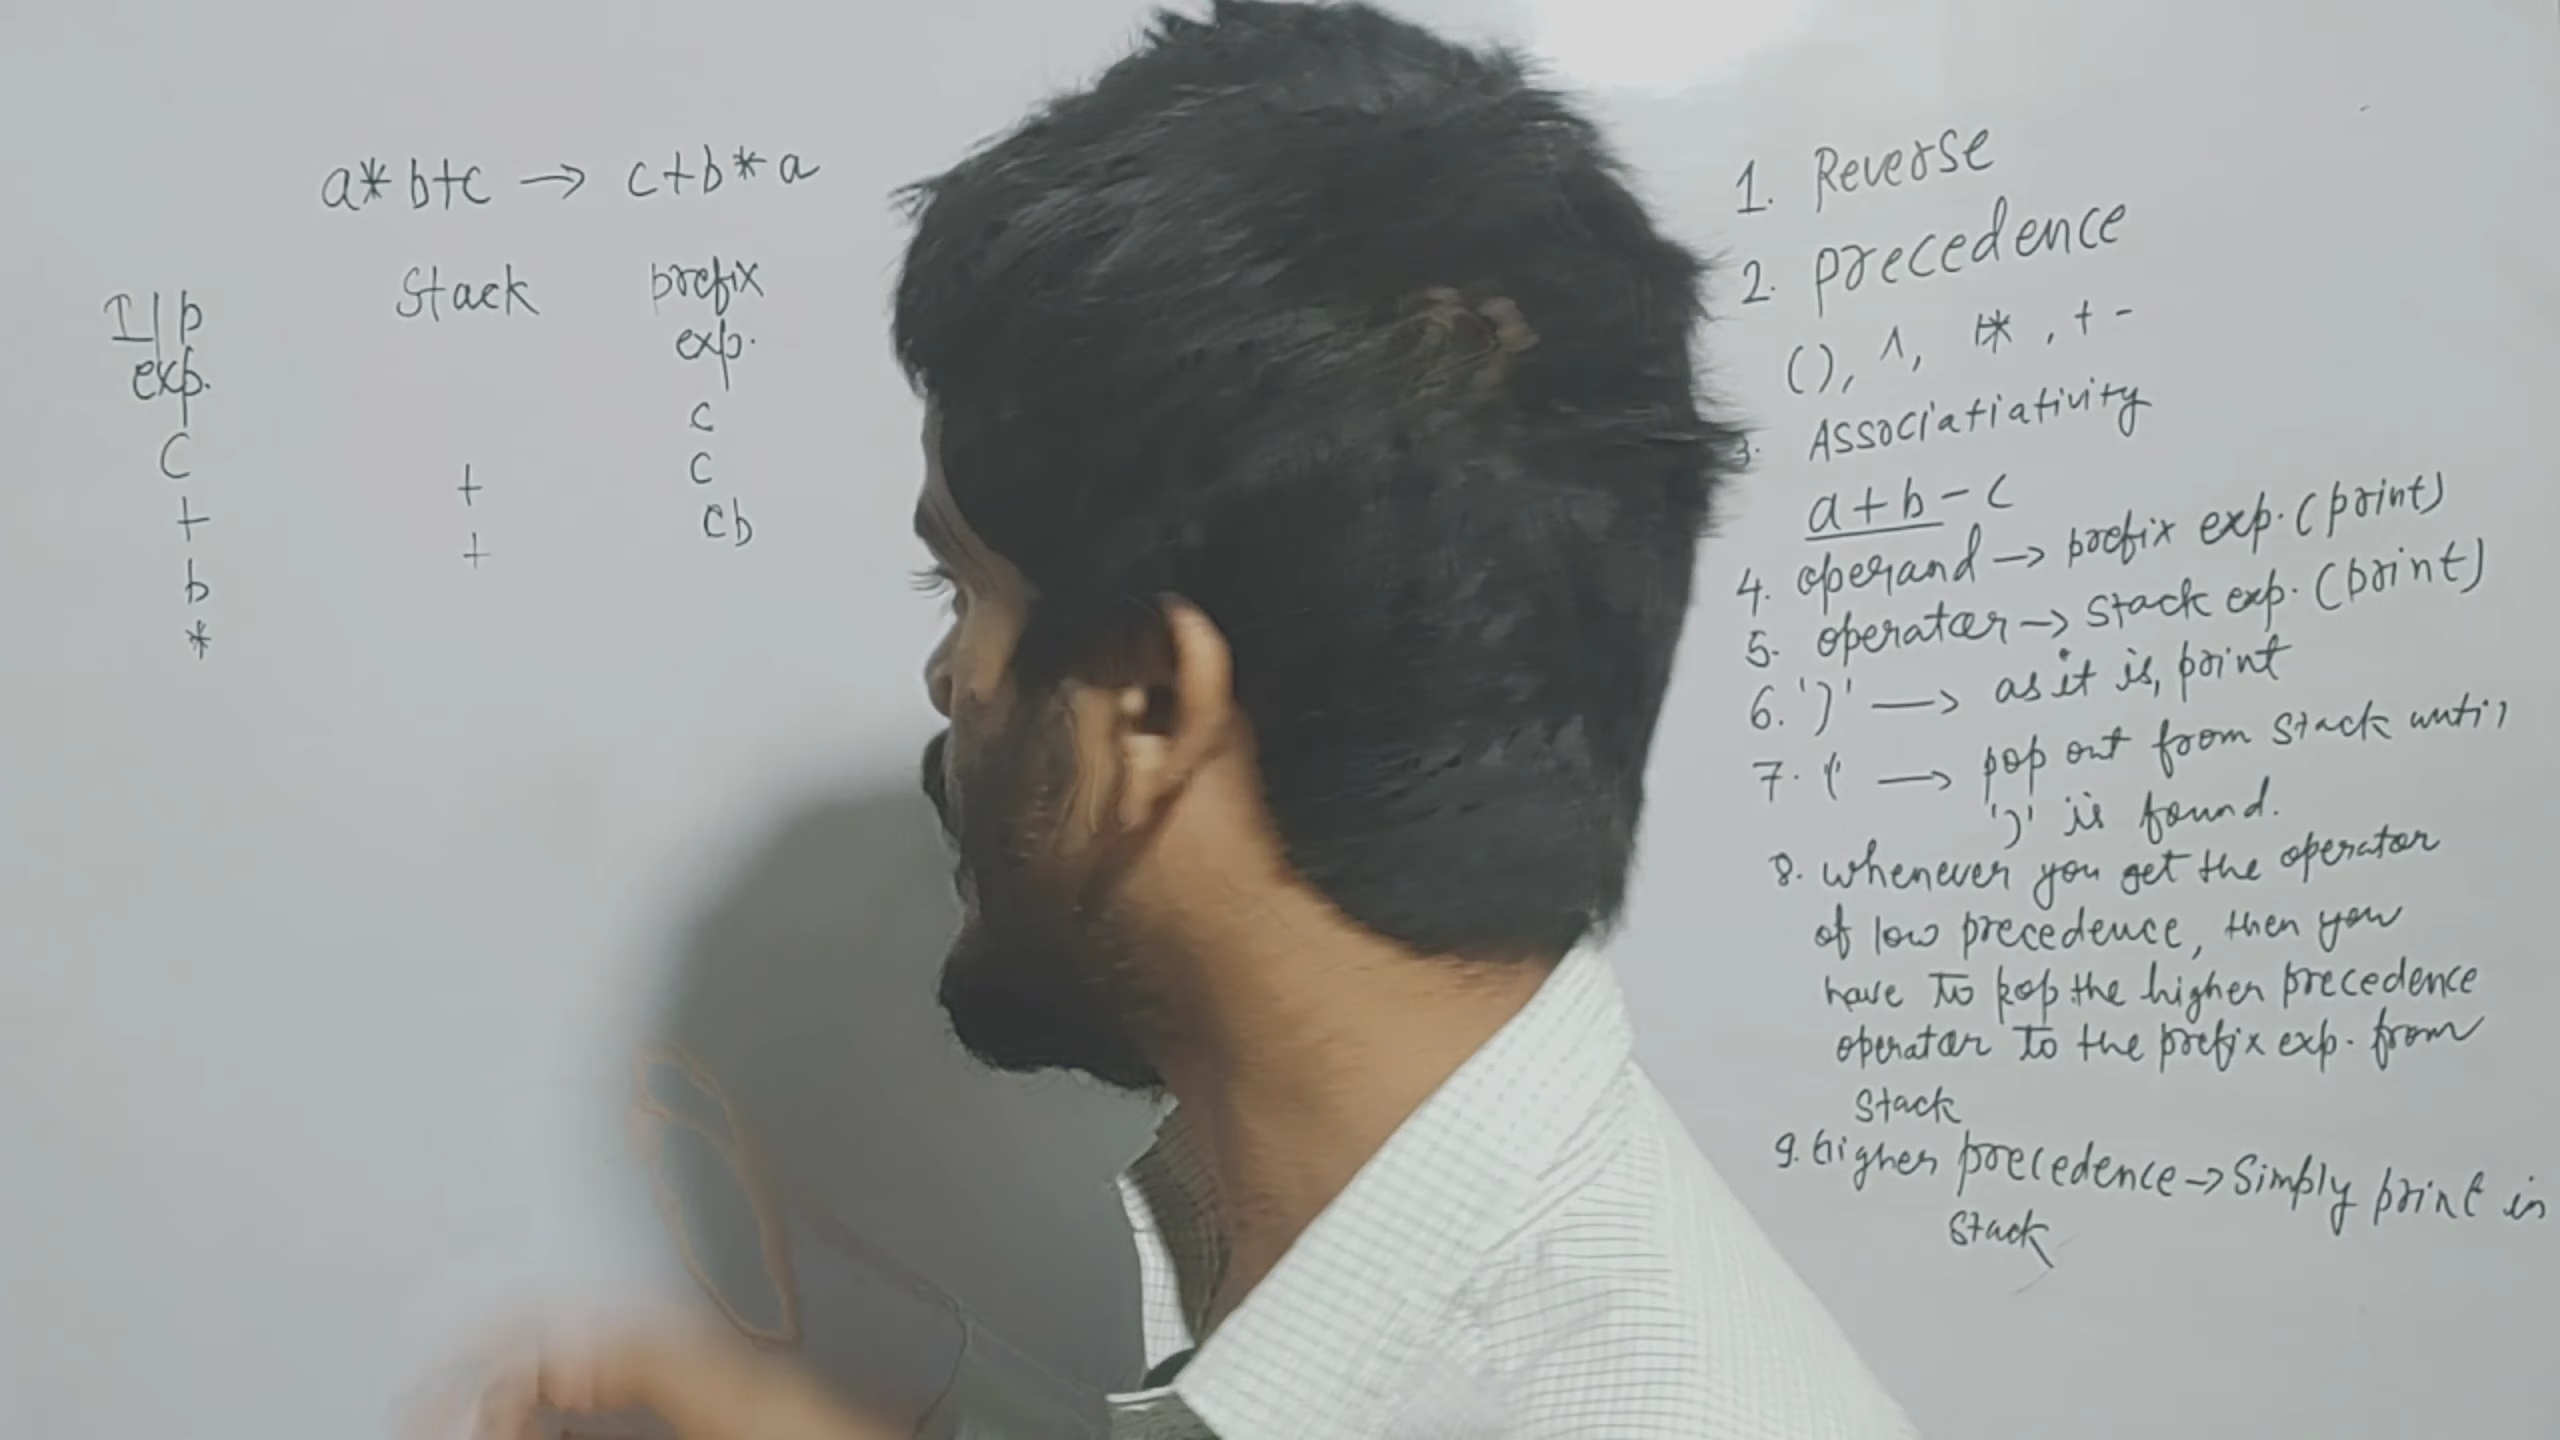 a*b+c → c+b*a
I/p Stack prefix
exp. exp.
C c
+ + c
b + cb
*
1. Reverse
2. precedence
(), ^, /*, + -
3. Associatiativity
a+b-c
4. operand → prefix exp. (print)
5. operator → Stack exp. (print)
6. ')' → as it is, print
7. '(' → pop out from Stack until
')' is found.
8. whenever you get the operator
of low precedence, then you
have to pop the higher precedence
operator to the prefix exp. from
Stack
9. higher precedence → Simply print in
Stack